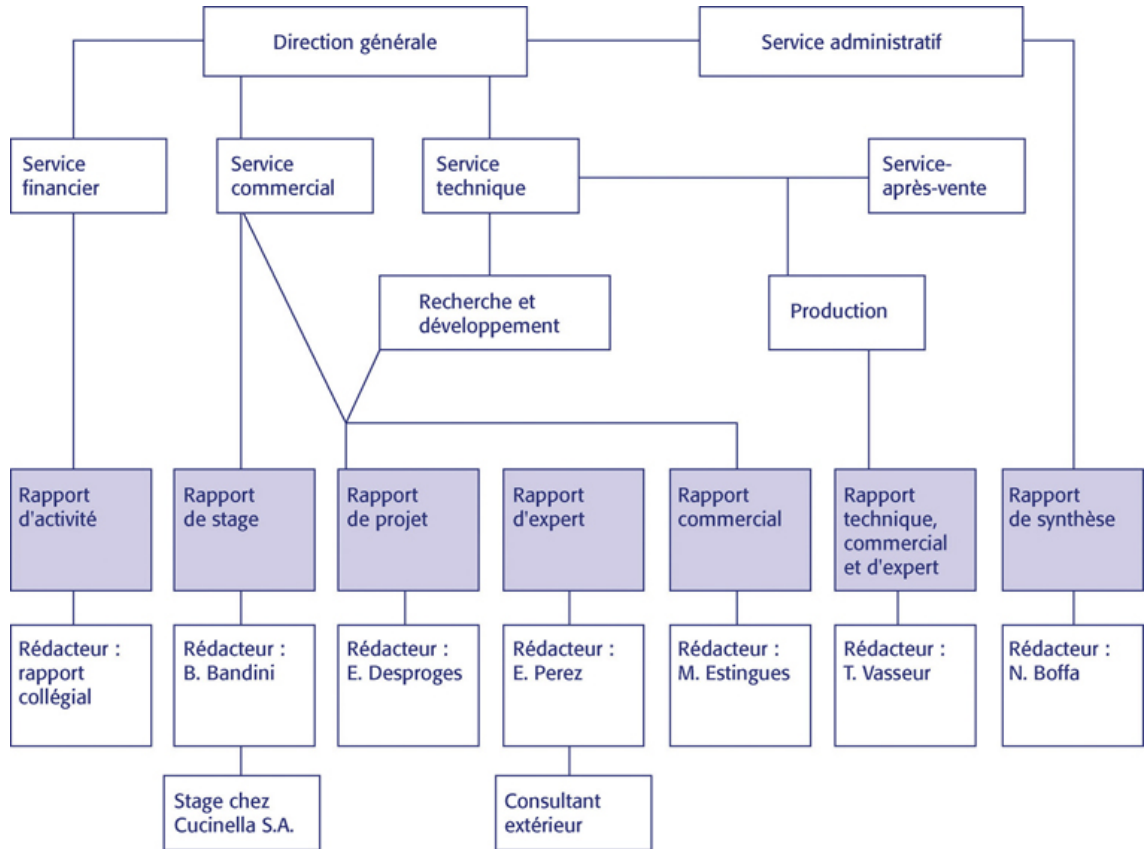 Direction générale
Service administratif
Service
financier
Service
commercial
Service
technique
Service-
après-vente
Recherche et
développement
Production
Rapport
d'activité
Rapport
de stage
Rapport
de projet
Rapport
d'expert
Rapport
commercial
Rapport
technique,
commercial
et d'expert
Rapport
de synthèse
Rédacteur :
rapport
collégial
Rédacteur :
B. Bandini
Rédacteur :
E. Desproges
Rédacteur :
E. Perez
Rédacteur :
M. Estingues
Rédacteur :
T. Vasseur
Rédacteur :
N. Boffa
Stage chez
Cucinella S.A.
Consultant
extérieur